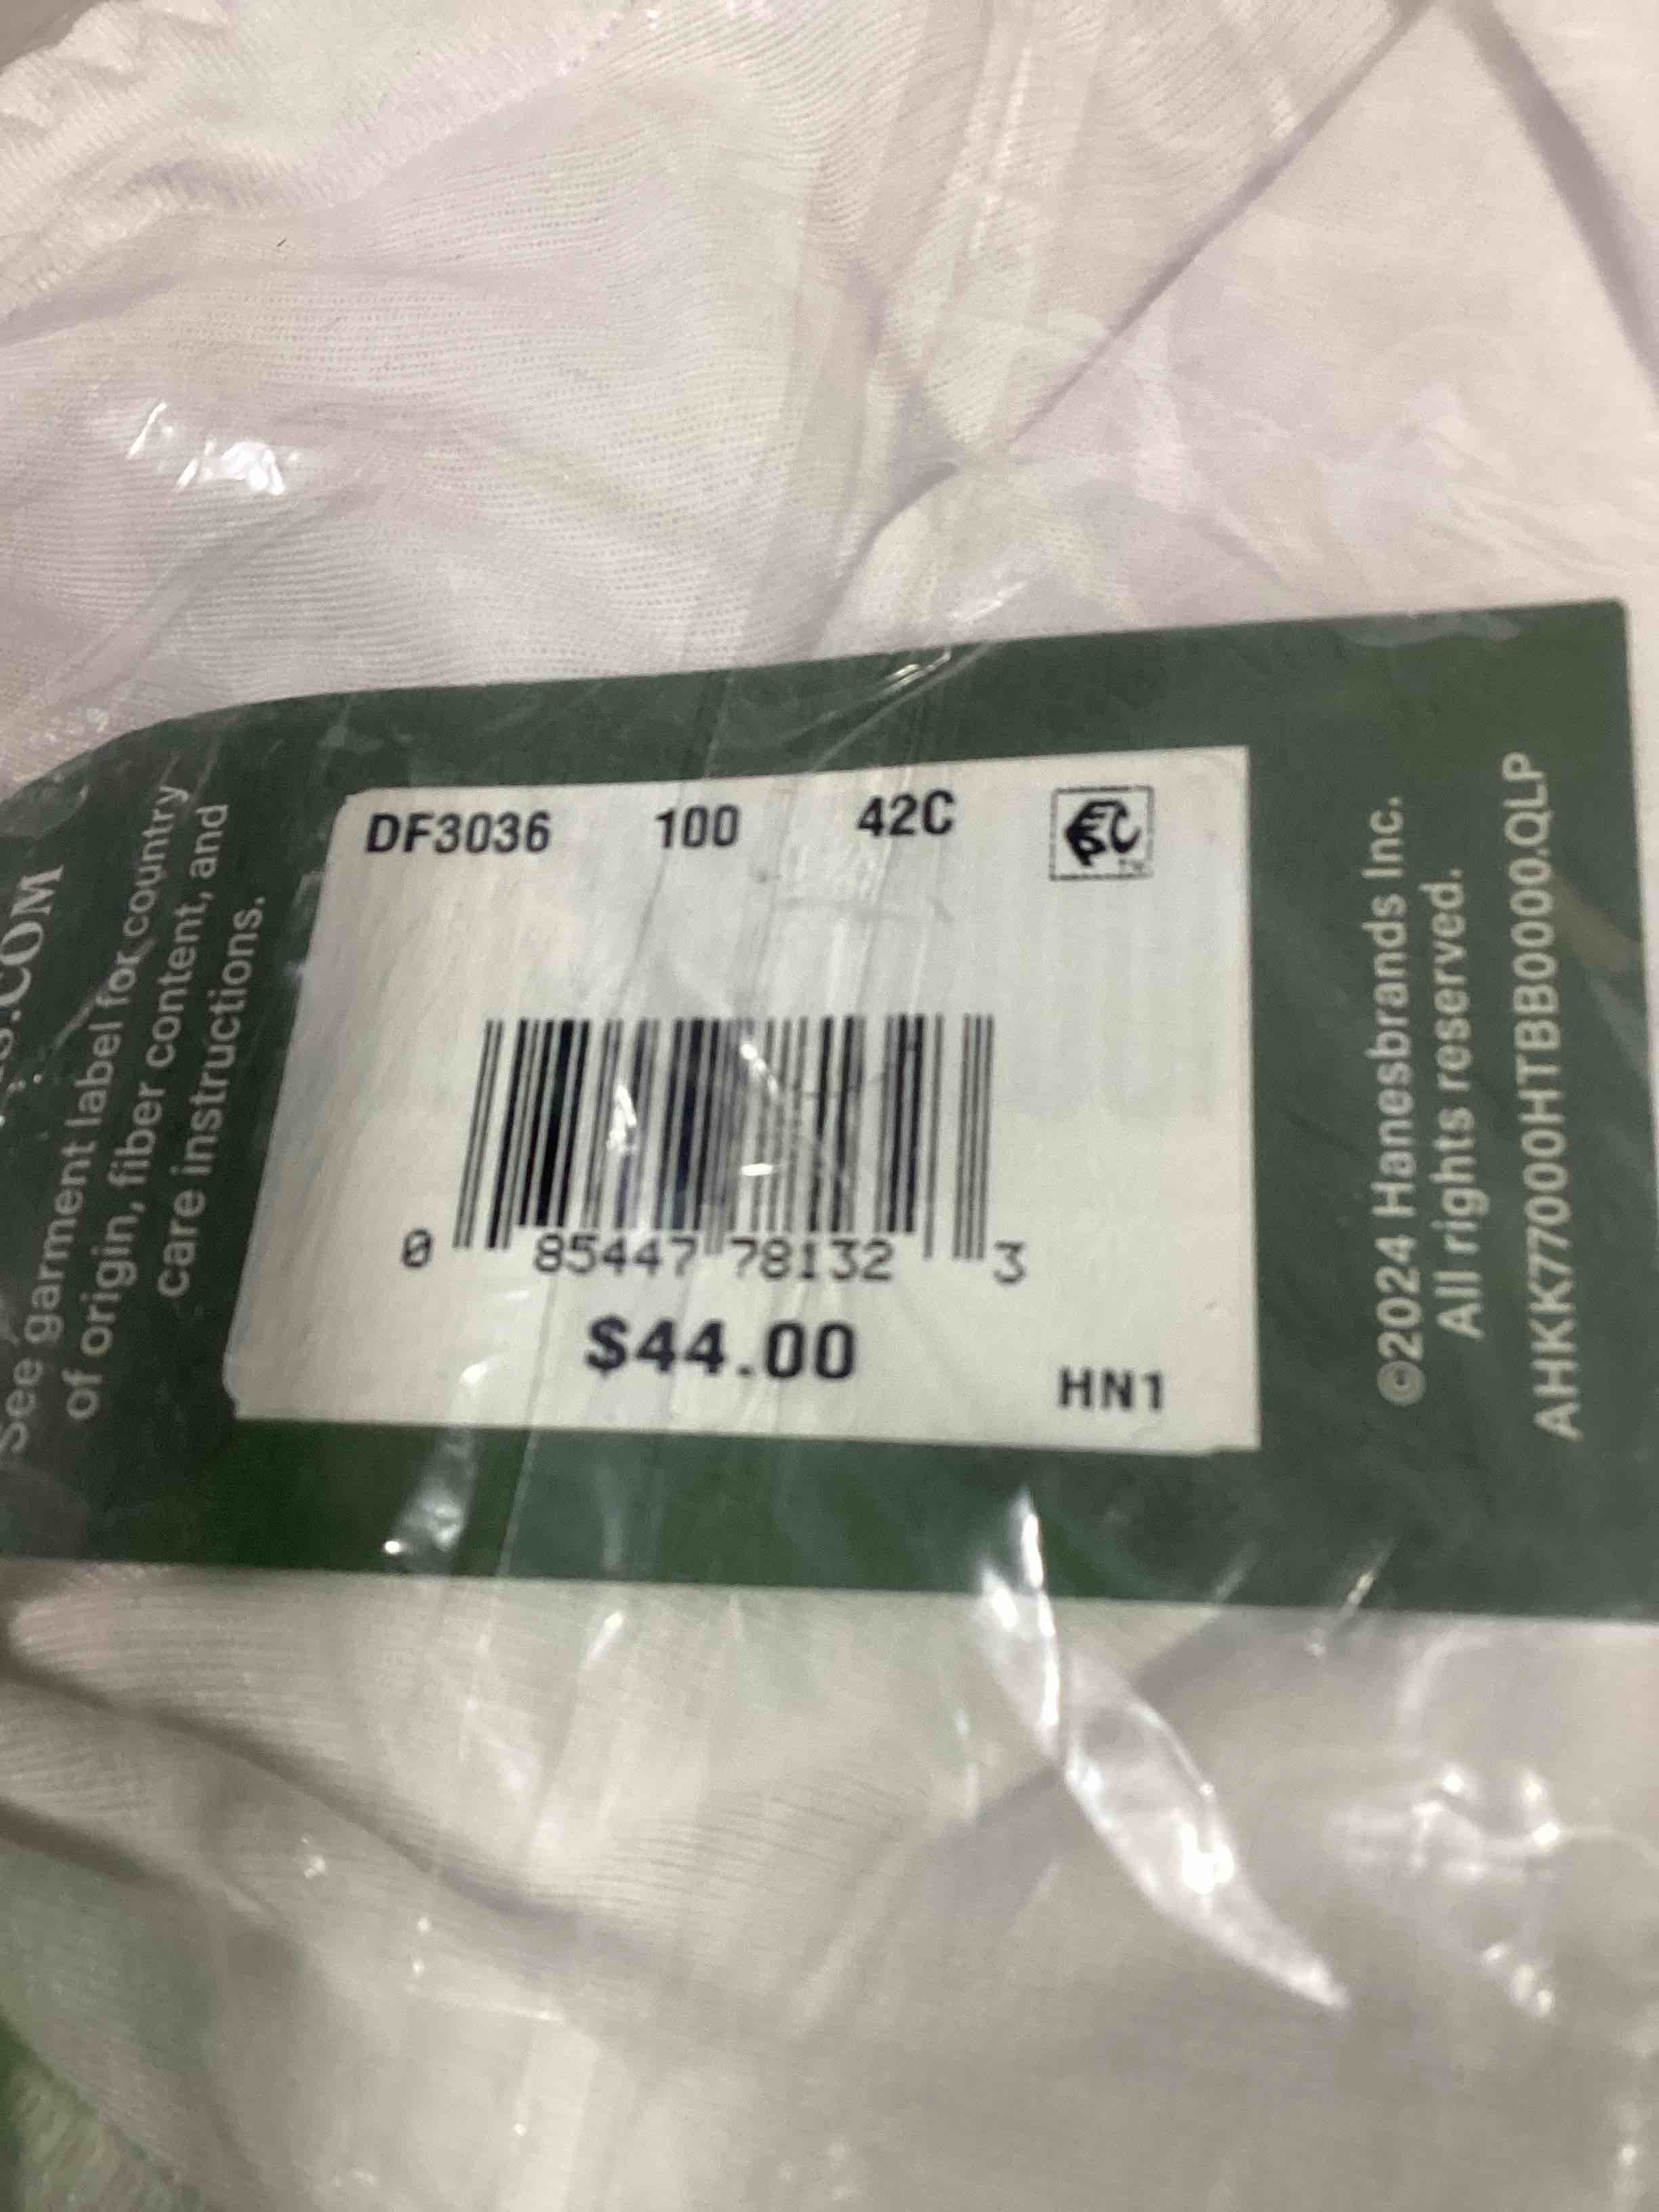 DF3036 100 42C
0 85447 78132 3
$44.00
HN1
See garment label for country
of origin, fiber content, and
care instructions.
©2024 Hanesbrands Inc.
All rights reserved.
AHKK77000HTBB00000.QLP